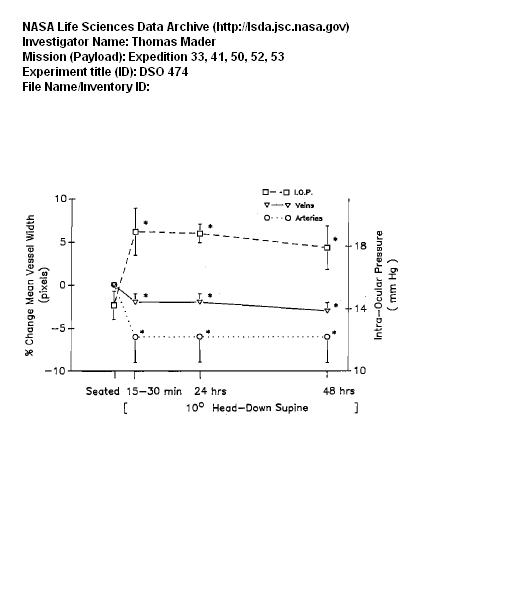 NASA Life Sciences Data Archive (http://lsda.jsc.nasa.gov)
Investigator Name: Thomas Mader
Mission (Payload): Expedition 33, 41, 50, 52, 53
Experiment title (ID): DSO 474
File Name/Inventory ID:
I.O.P.
Veins
Arteries
% Change Mean Vessel Width
(pixels)
10
5
0
−5
−10
Intra-Ocular Pressure
( mm Hg )
18
14
10
* * *
* * *
* * *
Seated 15−30 min 24 hrs 48 hrs
[ 10° Head-Down Supine ]